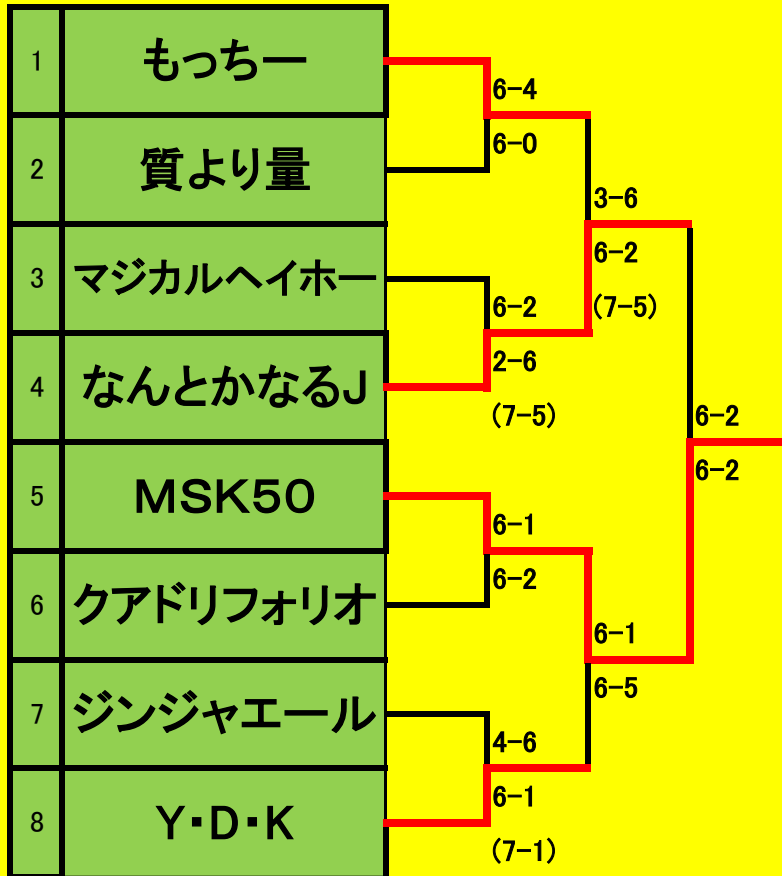 1 もっちー
6-4
2 質より量
6-0
3-6
3 マジカルヘイホー
6-2
6-2
(7-5)
4 なんとかなるJ
2-6
(7-5)
6-2
5 MSK50
6-2
6-1
6 クアドリフォリオ
6-2
6-1
7 ジンジャエール
6-5
4-6
8 Y・D・K
6-1
(7-1)